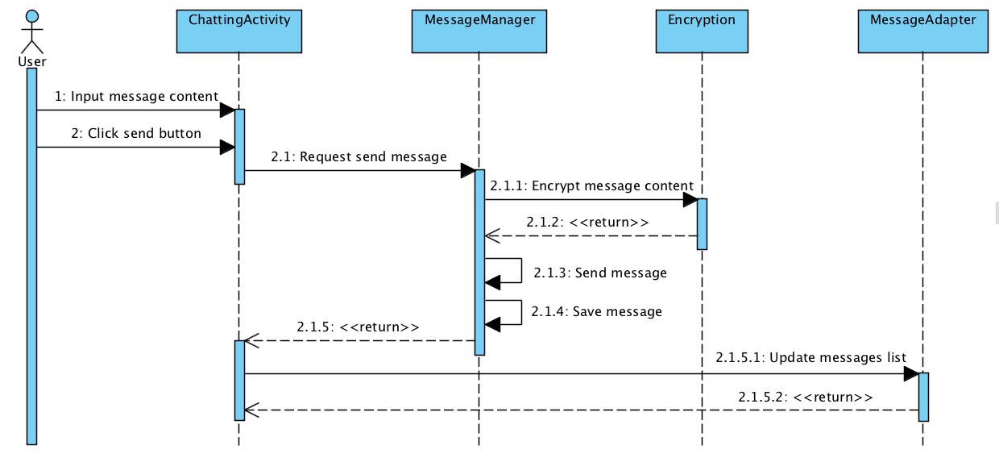 ChattingActivity
MessageManager
Encryption
MessageAdapter
User
1: Input message content
2: Click send button
2.1: Request send message
2.1.1: Encrypt message content
2.1.2: <<return>>
2.1.3: Send message
2.1.4: Save message
2.1.5: <<return>>
2.1.5.1: Update messages list
2.1.5.2: <<return>>